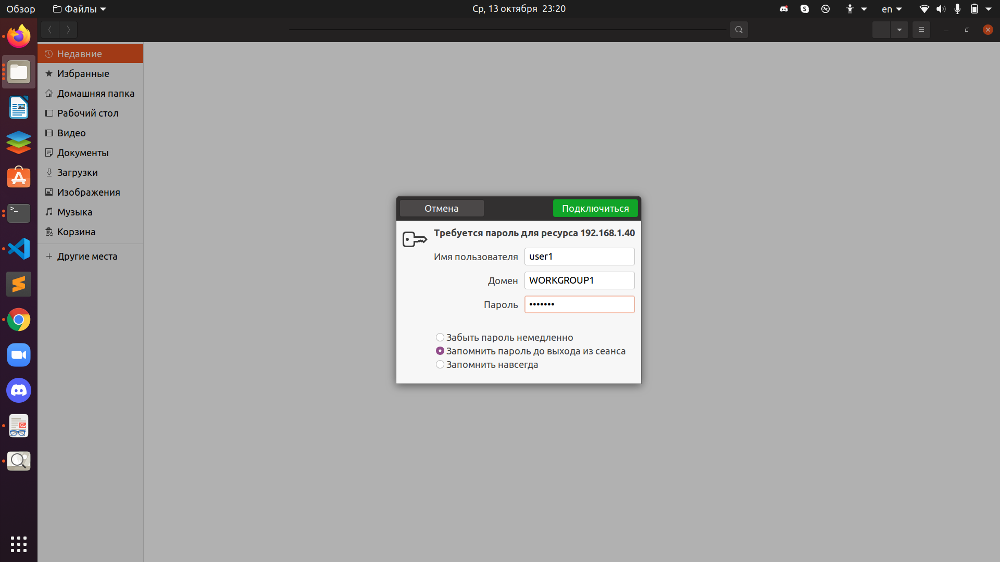 Обзор
Файлы
Ср, 13 октября 23:20
en
Недавние
Избранные
Домашняя папка
Рабочий стол
Видео
Документы
Загрузки
Изображения
Музыка
Корзина
Другие места
Отмена
Подключиться
Требуется пароль для ресурса 192.168.1.40
Имя пользователя user1
Домен WORKGROUP1
Пароль •••••••
Забыть пароль немедленно
Запомнить пароль до выхода из сеанса
Запомнить навсегда